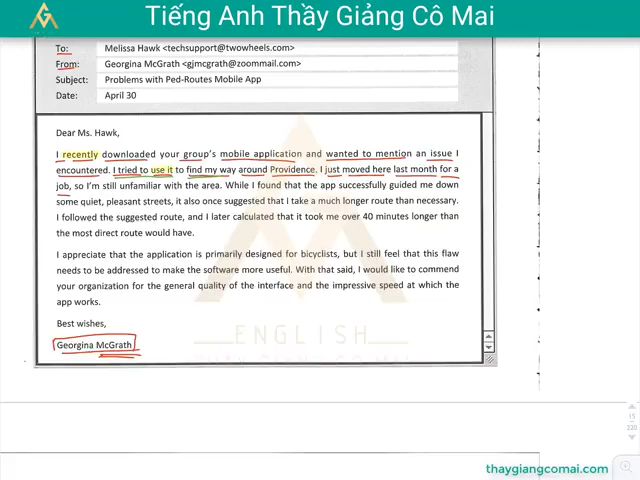 Tiếng Anh Thầy Giảng Cô Mai
To: Melissa Hawk <techsupport@twowheels.com>
From: Georgina McGrath <gjmcgrath@zoommail.com>
Subject: Problems with Ped-Routes Mobile App
Date: April 30
Dear Ms. Hawk,
I recently downloaded your group's mobile application and wanted to mention an issue I
encountered. I tried to use it to find my way around Providence. I just moved here last month for a
job, so I'm still unfamiliar with the area. While I found that the app successfully guided me down
some quiet, pleasant streets, it also once suggested that I take a much longer route than necessary.
I followed the suggested route, and I later calculated that it took me over 40 minutes longer than
the most direct route would have.
I appreciate that the application is primarily designed for bicyclists, but I still feel that this flaw
needs to be addressed to make the software more useful. With that said, I would like to commend
your organization for the general quality of the interface and the impressive speed at which the
app works.
Best wishes,
Georgina McGrath
ENGLISH
THAY GIANG CO MAI
15
220
thaygiangcomai.com